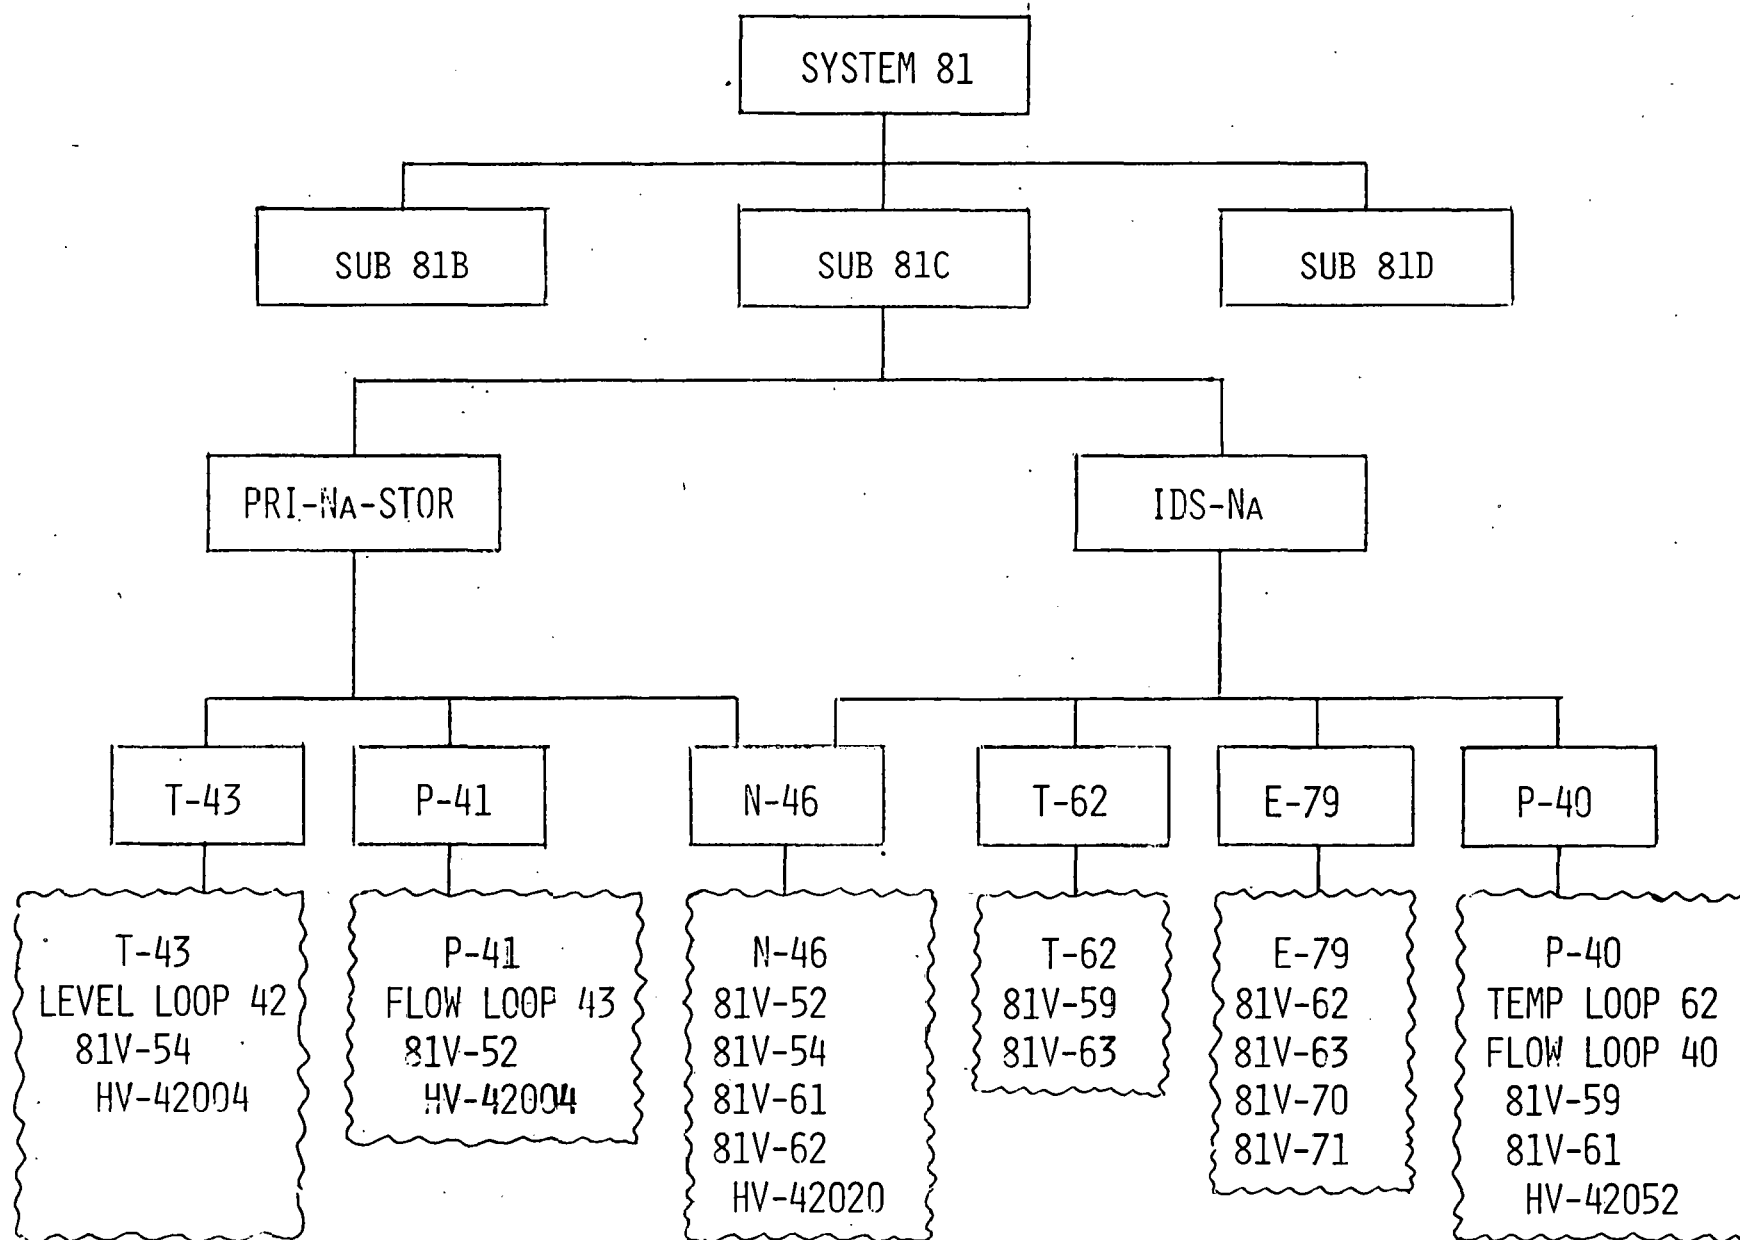 SYSTEM 81
SUB 81B
SUB 81C
SUB 81D
PRI-NA-STOR
IDS-NA
T-43
P-41
N-46
T-62
E-79
P-40
T-43
LEVEL LOOP 42
81V-54
HV-42004
P-41
FLOW LOOP 43
81V-52
HV-42004
N-46
81V-52
81V-54
81V-61
81V-62
HV-42020
T-62
81V-59
81V-63
E-79
81V-62
81V-63
81V-70
81V-71
P-40
TEMP LOOP 62
FLOW LOOP 40
81V-59
81V-61
HV-42052